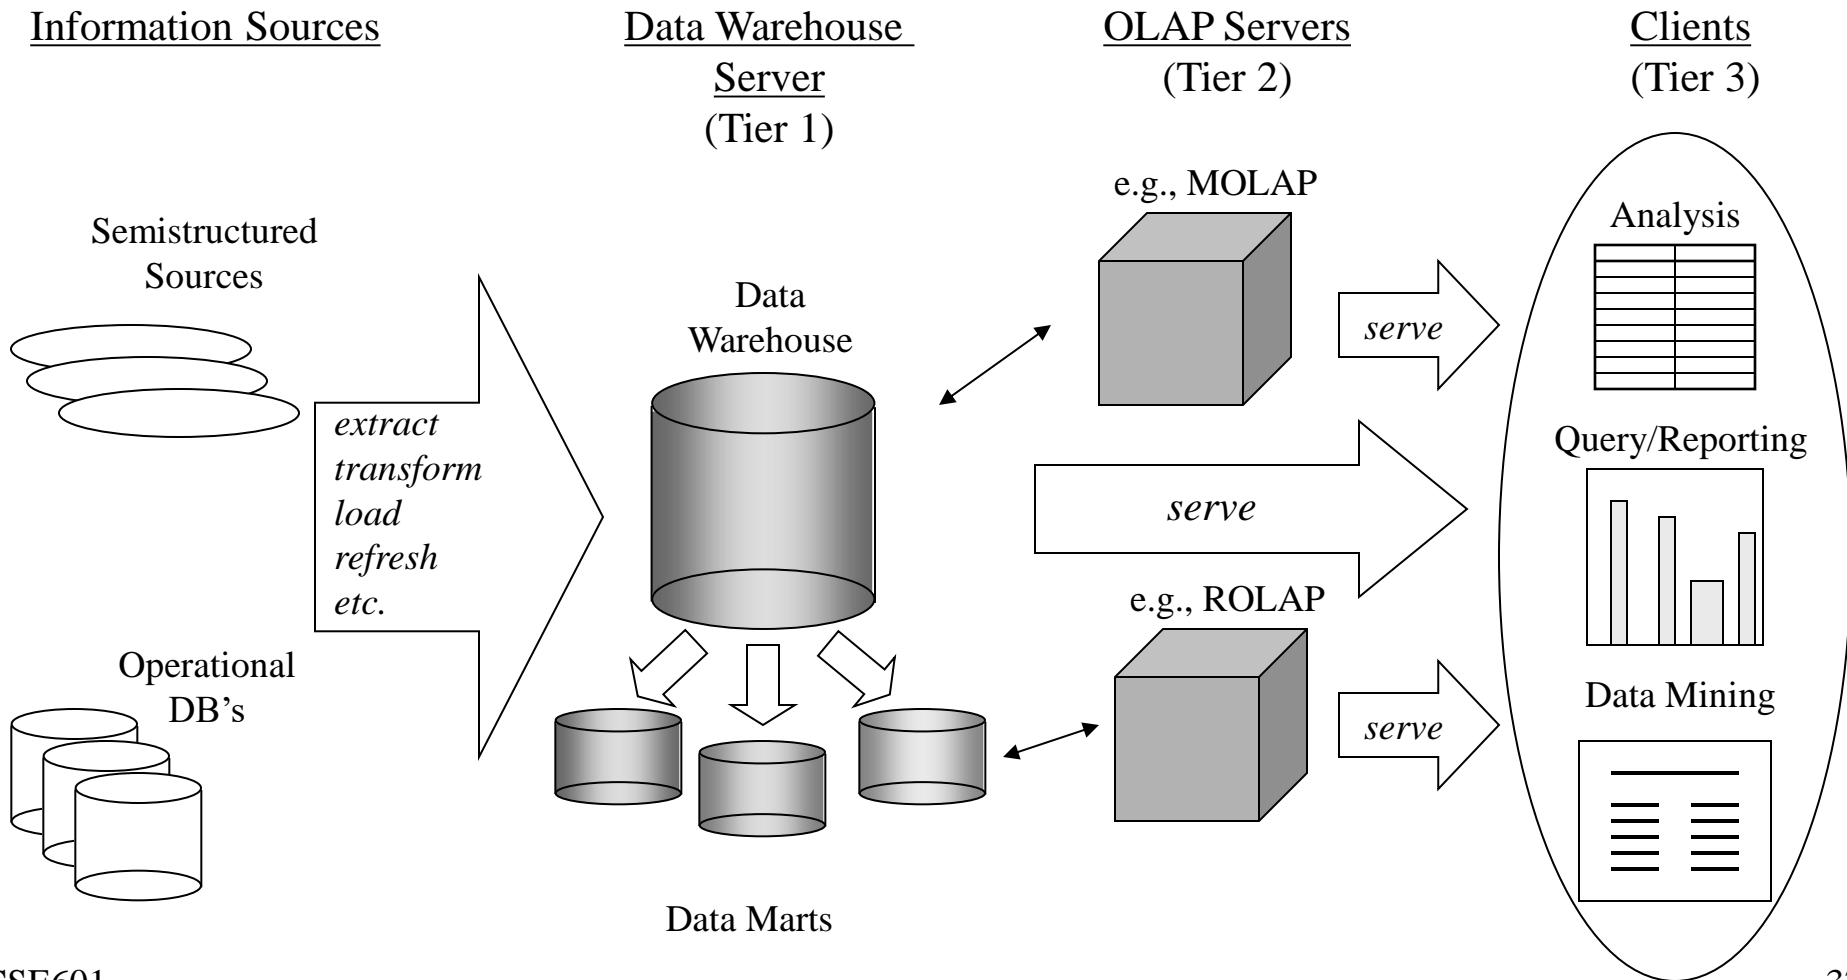 Information Sources
Data Warehouse
Server
(Tier 1)
OLAP Servers
(Tier 2)
Clients
(Tier 3)
Semistructured
Sources
Operational
DB's
extract
transform
load
refresh
etc.
Data
Warehouse
Data Marts
e.g., MOLAP
serve
serve
e.g., ROLAP
serve
Analysis
Query/Reporting
Data Mining